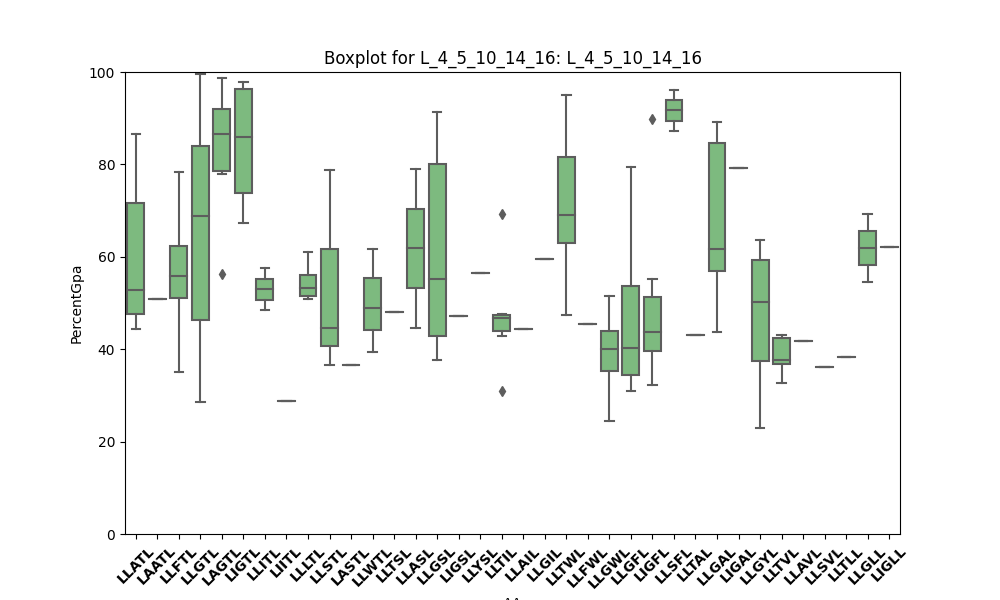 Boxplot for L_4_5_10_14_16: L_4_5_10_14_16
PercentGpa
100
80
60
40
20
0
LLATL
LAATL
LLFTL
LLGTL
LAGTL
LIGTL
LLITL
LIITL
LLLTL
LLSTL
LASTL
LLWTL
LLTSL
LLASL
LLGSL
LIGSL
LLYSL
LLTIL
LLAIL
LLGIL
LLTWL
LLFWL
LLGWL
LLGFL
LIGFL
LLSFL
LLTAL
LLGAL
LIGAL
LLGYL
LLTVL
LLAVL
LLSVL
LLTLL
LLGLL
LIGLL